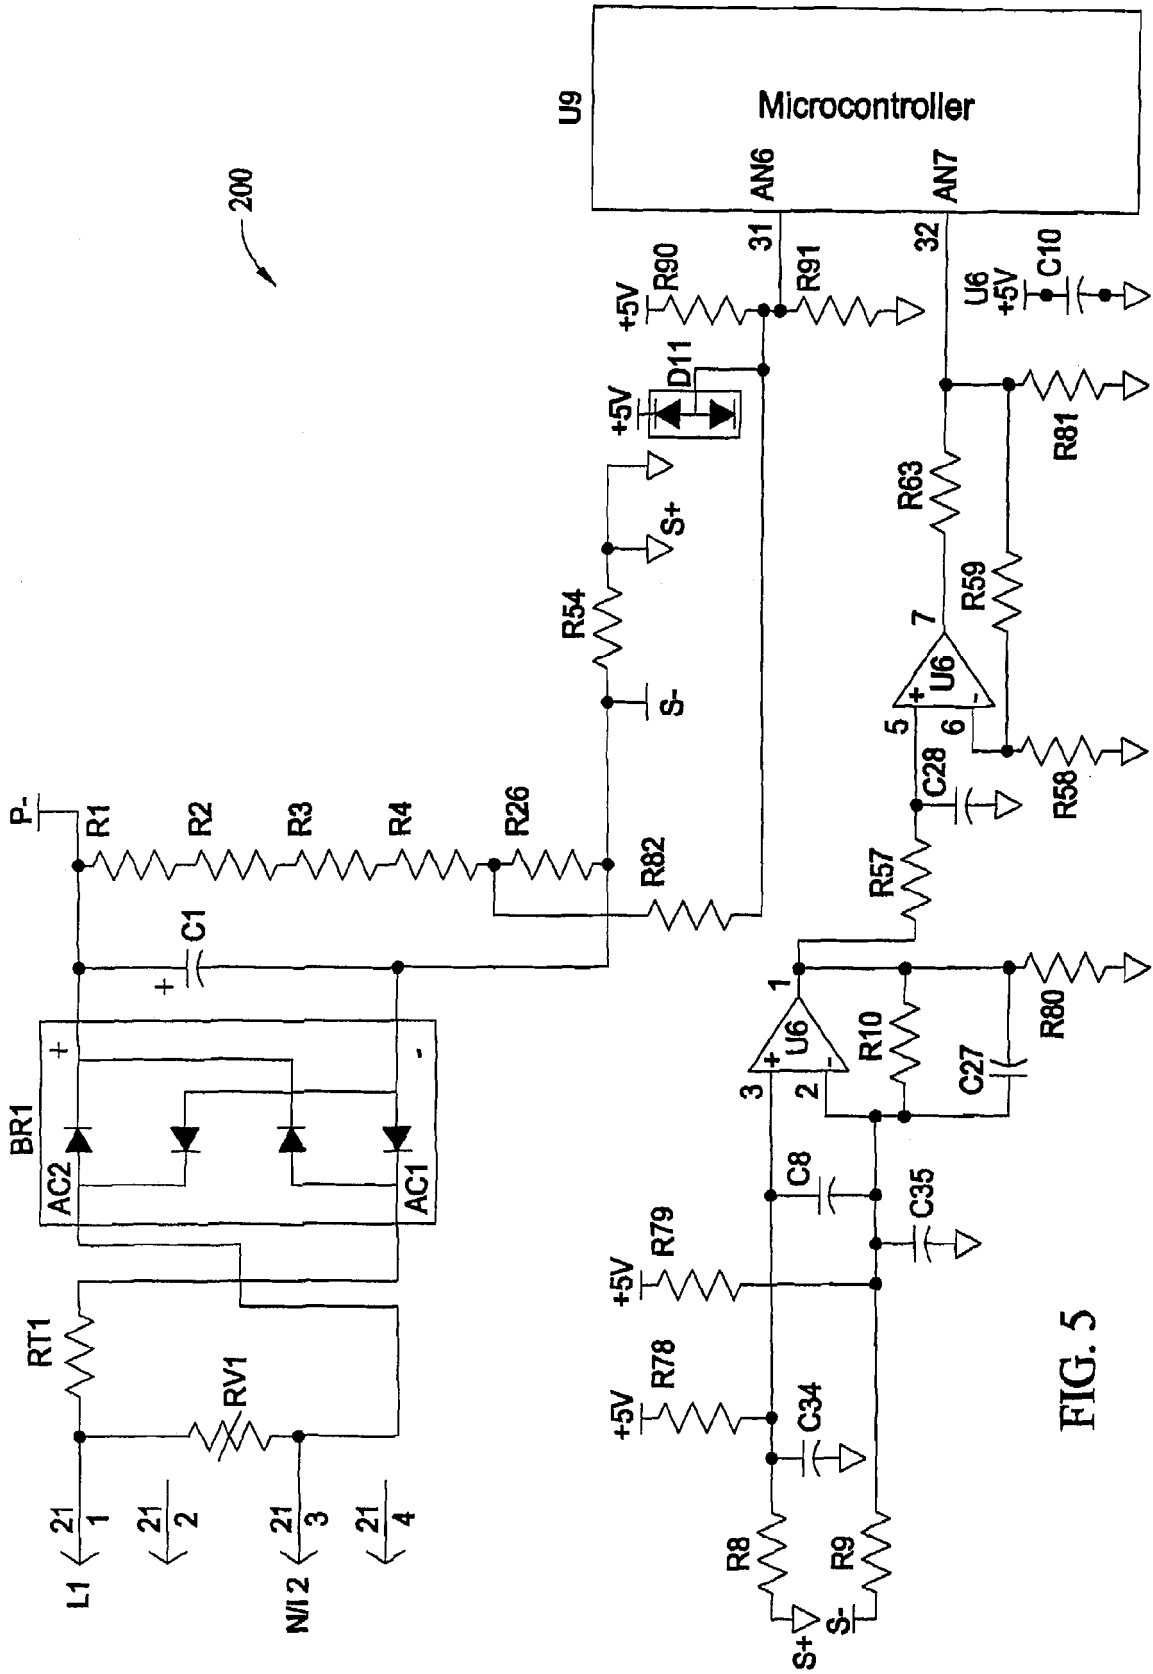 200
U9
Microcontroller
AN6
AN7
31
32
+5V
R90
R91
U6
+5V
C10
+5V
D11
S+
S-
R54
R63
R81
R59
7
U6
+
-
5
6
C28
R58
R57
P-
R1
R2
R3
R4
R26
R82
C1
+
BR1
+
-
AC2
AC1
RT1
RV1
21
1
21
2
21
3
21
4
L1
N/L2
1
U6
+
-
3
2
R10
C27
R80
C8
C35
+5V
R79
+5V
R78
C34
R8
R9
S+
S-
FIG. 5